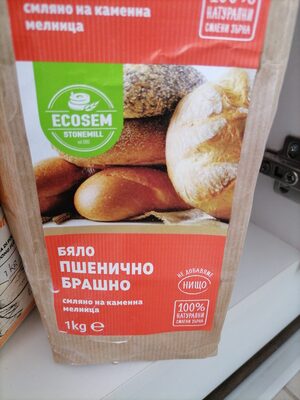 смляно на каменна
мелница
100%
НАТУРАЛНИ
СМЛЕНИ ЗЪРНА
ECOSEM
STONEMILL
БЯЛО
ПШЕНИЧНО
БРАШНО
смляно на каменна
мелница
1kg e
НЕ ДОБАВЯМЕ
НИЩО
100%
НАТУРАЛНИ
СМЛЕНИ ЗЪРНА